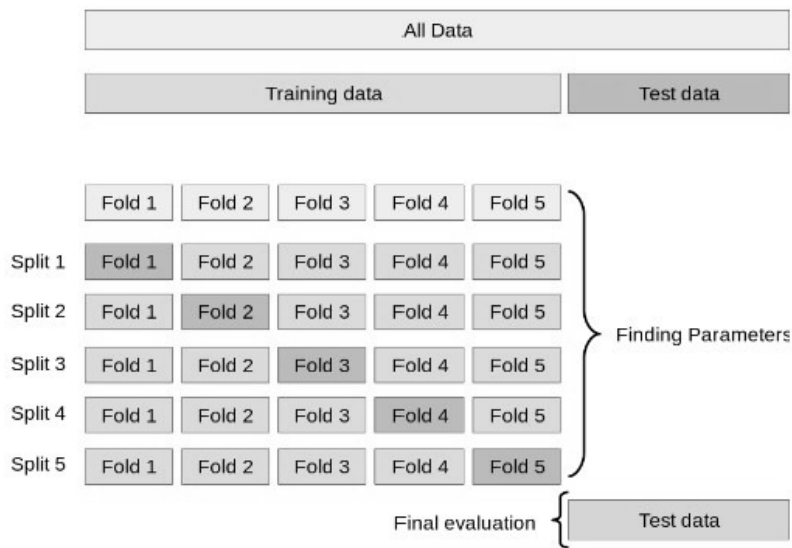 All Data
Training data Test data
Fold 1 Fold 2 Fold 3 Fold 4 Fold 5
Split 1 Fold 1 Fold 2 Fold 3 Fold 4 Fold 5
Split 2 Fold 1 Fold 2 Fold 3 Fold 4 Fold 5
Finding Parameters
Split 3 Fold 1 Fold 2 Fold 3 Fold 4 Fold 5
Split 4 Fold 1 Fold 2 Fold 3 Fold 4 Fold 5
Split 5 Fold 1 Fold 2 Fold 3 Fold 4 Fold 5
Final evaluation Test data